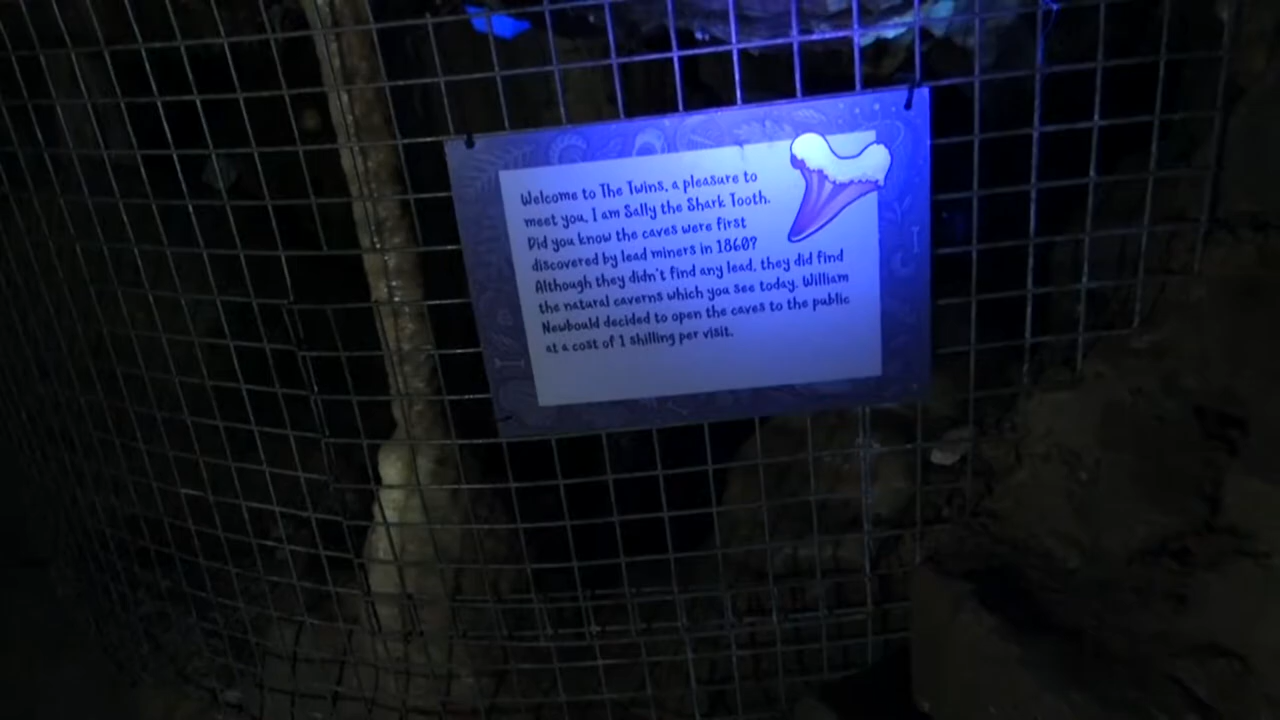 Welcome to The Twins, a pleasure to
meet you, I am Sally the Shark Tooth.
Did you know the caves were first
discovered by lead miners in 1860?
Although they didn't find any lead, they did find
the natural caverns which you see today. William
Newbould decided to open the caves to the public
at a cost of 1 shilling per visit.